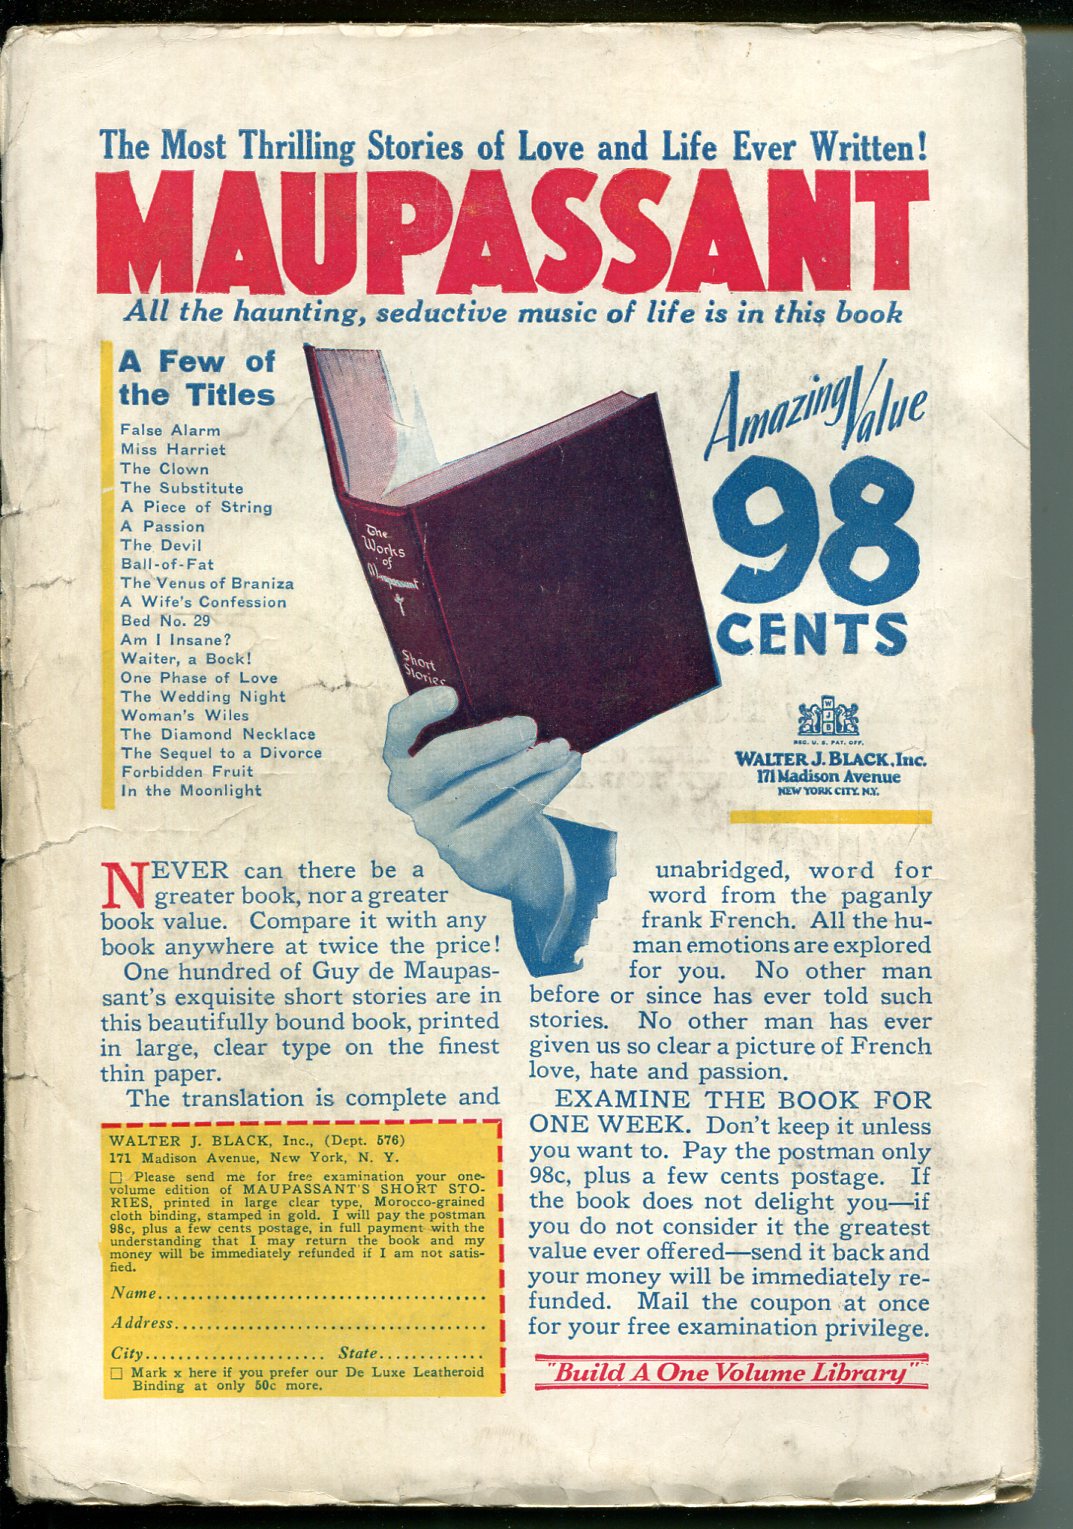 The Most Thrilling Stories of Love and Life Ever Written!
MAUPASSANT
All the haunting, seductive music of life is in this book
A Few of
the Titles
False Alarm
Miss Harriet
The Clown
The Substitute
A Piece of String
A Passion
The Devil
Ball-of-Fat
The Venus of Braniza
A Wife's Confession
Bed No. 29
Am I Insane?
Waiter, a Bock!
One Phase of Love
The Wedding Night
Woman's Wiles
The Diamond Necklace
The Sequel to a Divorce
Forbidden Fruit
In the Moonlight
The
Works
of
Maupassant
Short
Stories
Amazing Value
98
CENTS
W
J
B
REG. U. S. PAT. OFF.
WALTER J. BLACK, Inc.
171 Madison Avenue
NEW YORK CITY, N.Y.
NEVER can there be a
greater book, nor a greater
book value. Compare it with any
book anywhere at twice the price!
One hundred of Guy de Maupas-
sant's exquisite short stories are in
this beautifully bound book, printed
in large, clear type on the finest
thin paper.
The translation is complete and
unabridged, word for
word from the paganly
frank French. All the hu-
man emotions are explored
for you. No other man
before or since has ever told such
stories. No other man has ever
given us so clear a picture of French
love, hate and passion.
EXAMINE THE BOOK FOR
ONE WEEK. Don't keep it unless
you want to. Pay the postman only
98c, plus a few cents postage. If
the book does not delight you—if
you do not consider it the greatest
value ever offered—send it back and
your money will be immediately re-
funded. Mail the coupon at once
for your free examination privilege.
"Build A One Volume Library"
WALTER J. BLACK, Inc., (Dept. 576)
171 Madison Avenue, New York, N. Y.
☐ Please send me for free examination your one-
volume edition of MAUPASSANT'S SHORT STO-
RIES, printed in large clear type, Morocco-grained
cloth binding, stamped in gold. I will pay the postman
98c, plus a few cents postage, in full payment with the
understanding that I may return the book and my
money will be immediately refunded if I am not satis-
fied.
Name........................................
Address.....................................
City...................... State.............
☐ Mark x here if you prefer our De Luxe Leatheroid
Binding at only 50c more.